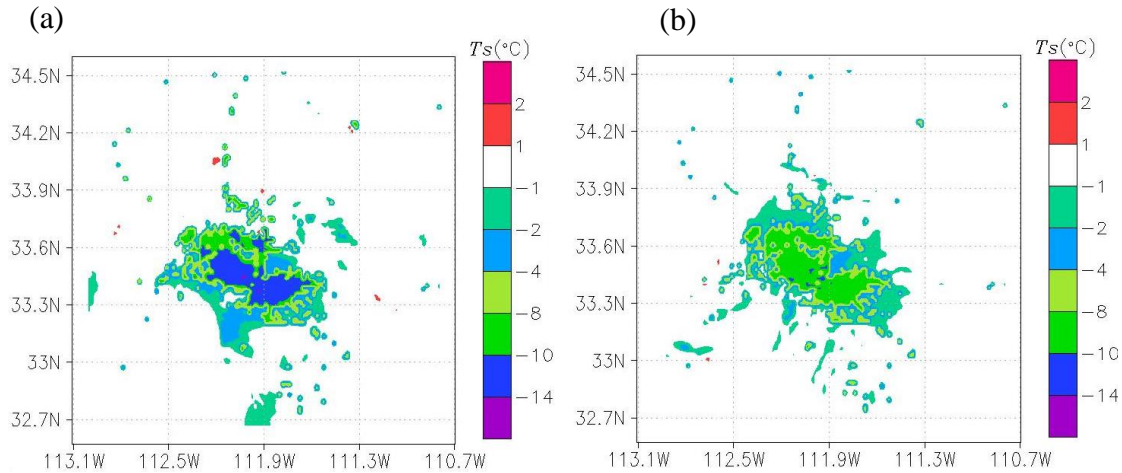 (a)
(b)
Ts(°C)
2
1
−1
−2
−4
−8
−10
−14
34.5N
34.2N
33.9N
33.6N
33.3N
33N
32.7N
113.1W 112.5W 111.9W 111.3W 110.7W
Ts(°C)
2
1
−1
−2
−4
−8
−10
−14
34.5N
34.2N
33.9N
33.6N
33.3N
33N
32.7N
113.1W 112.5W 111.9W 111.3W 110.7W